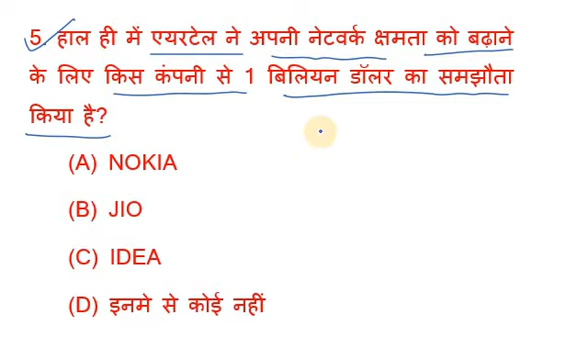 5. हाल ही में एयरटेल ने अपनी नेटवर्क क्षमता को बढ़ाने
के लिए किस कंपनी से 1 बिलियन डॉलर का समझौता
किया है?
(A) NOKIA
(B) JIO
(C) IDEA
(D) इनमे से कोई नहीं